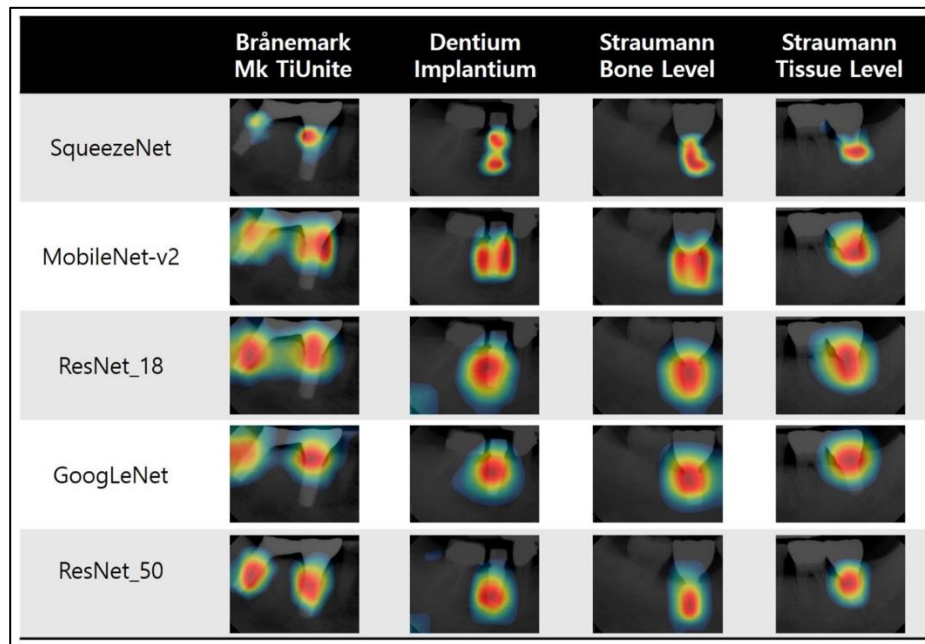 Brånemark Mk TiUnite
Dentium Implantium
Straumann Bone Level
Straumann Tissue Level
SqueezeNet
MobileNet-v2
ResNet_18
GoogLeNet
ResNet_50